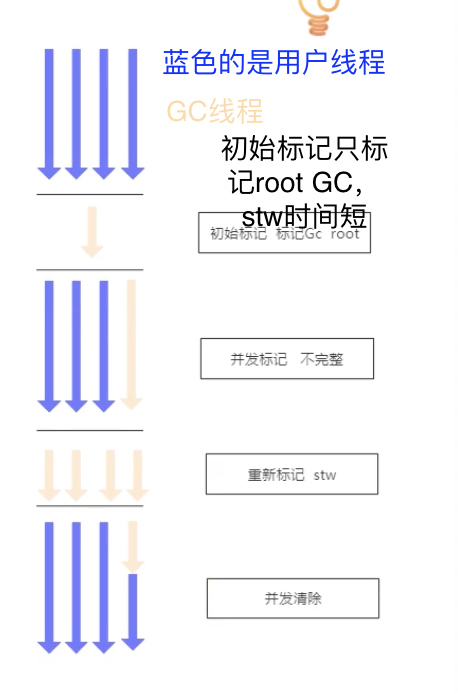 蓝色的是用户线程
GC线程
初始标记只标
记root GC，
stw时间短
初始标记 标记Gc root
并发标记 不完整
重新标记 stw
并发清除